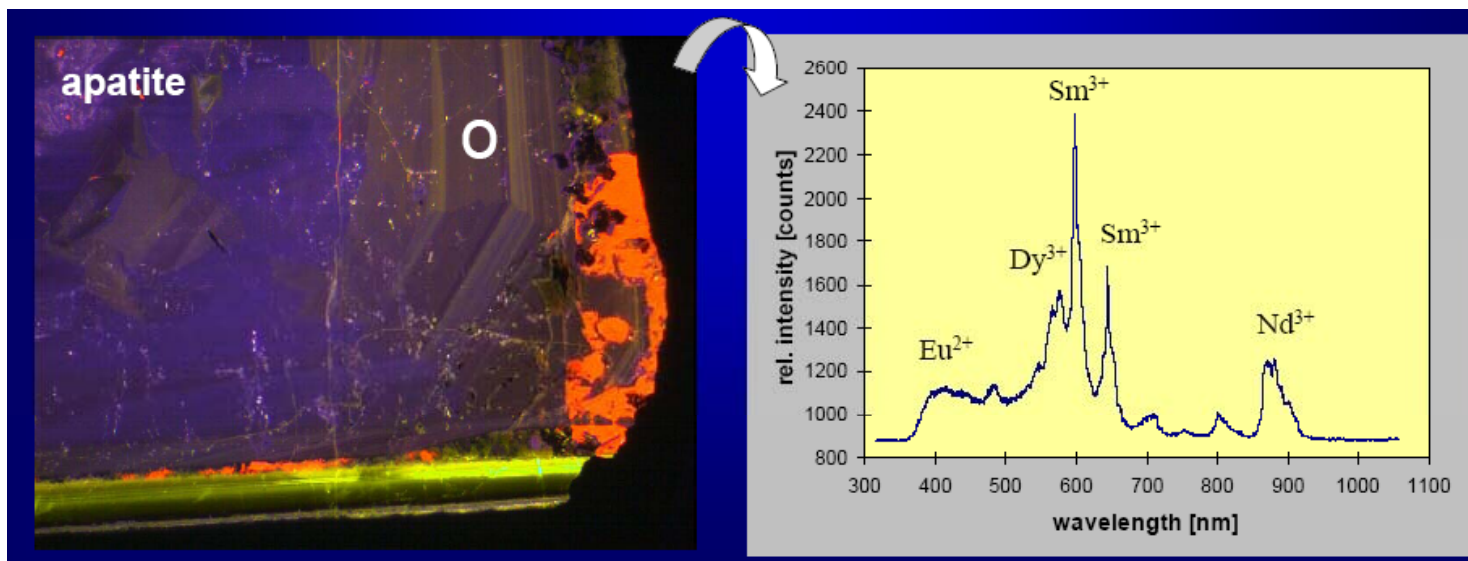 apatite
O
rel. intensity [counts]
2600
2400
2200
2000
1800
1600
1400
1200
1000
800
Sm³⁺
Dy³⁺
Sm³⁺
Eu²⁺
Nd³⁺
300 400 500 600 700 800 900 1000 1100
wavelength [nm]